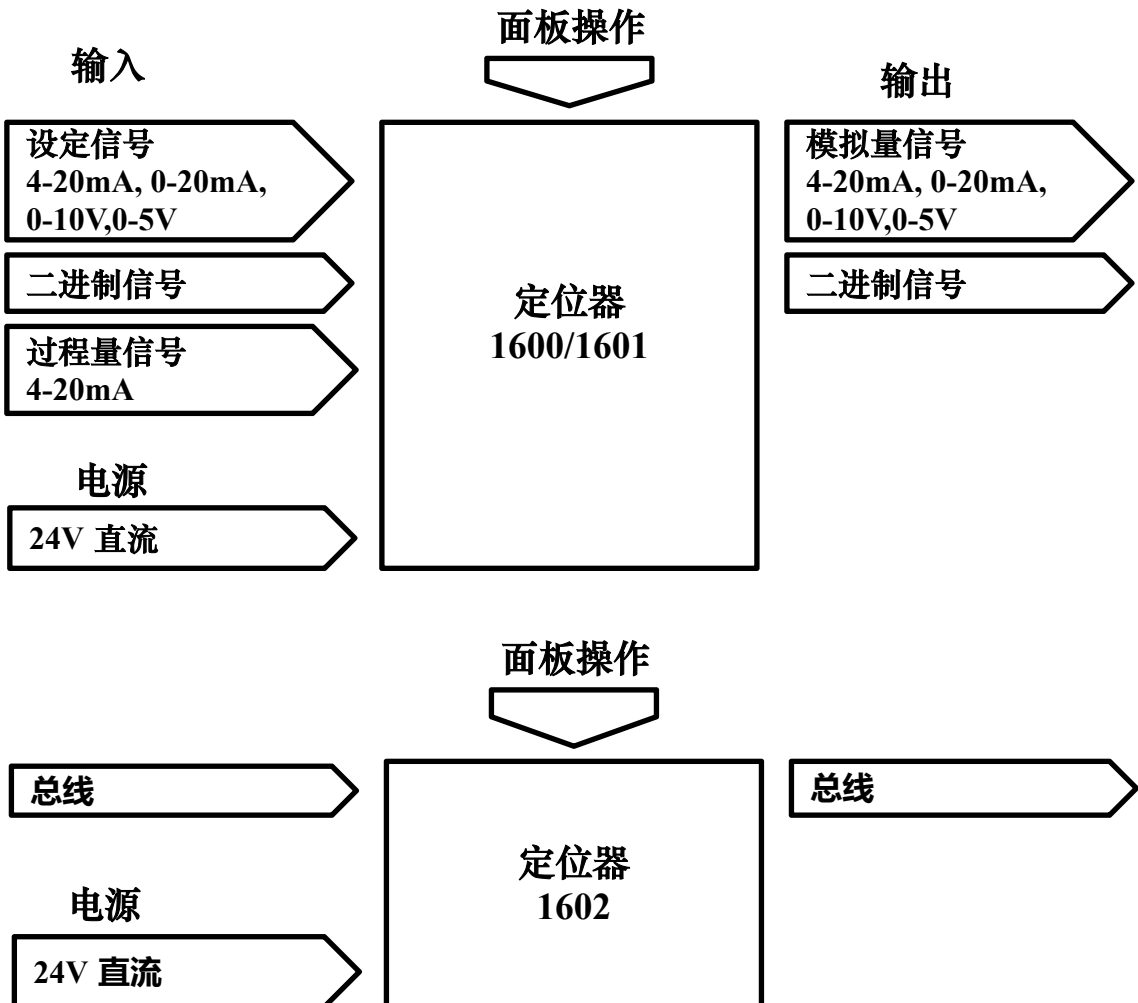 面板操作
输入
输出
设定信号
4-20mA, 0-20mA,
0-10V,0-5V
二进制信号
过程量信号
4-20mA
电源
24V 直流
定位器
1600/1601
模拟量信号
4-20mA, 0-20mA,
0-10V,0-5V
二进制信号
面板操作
总线
电源
24V 直流
定位器
1602
总线